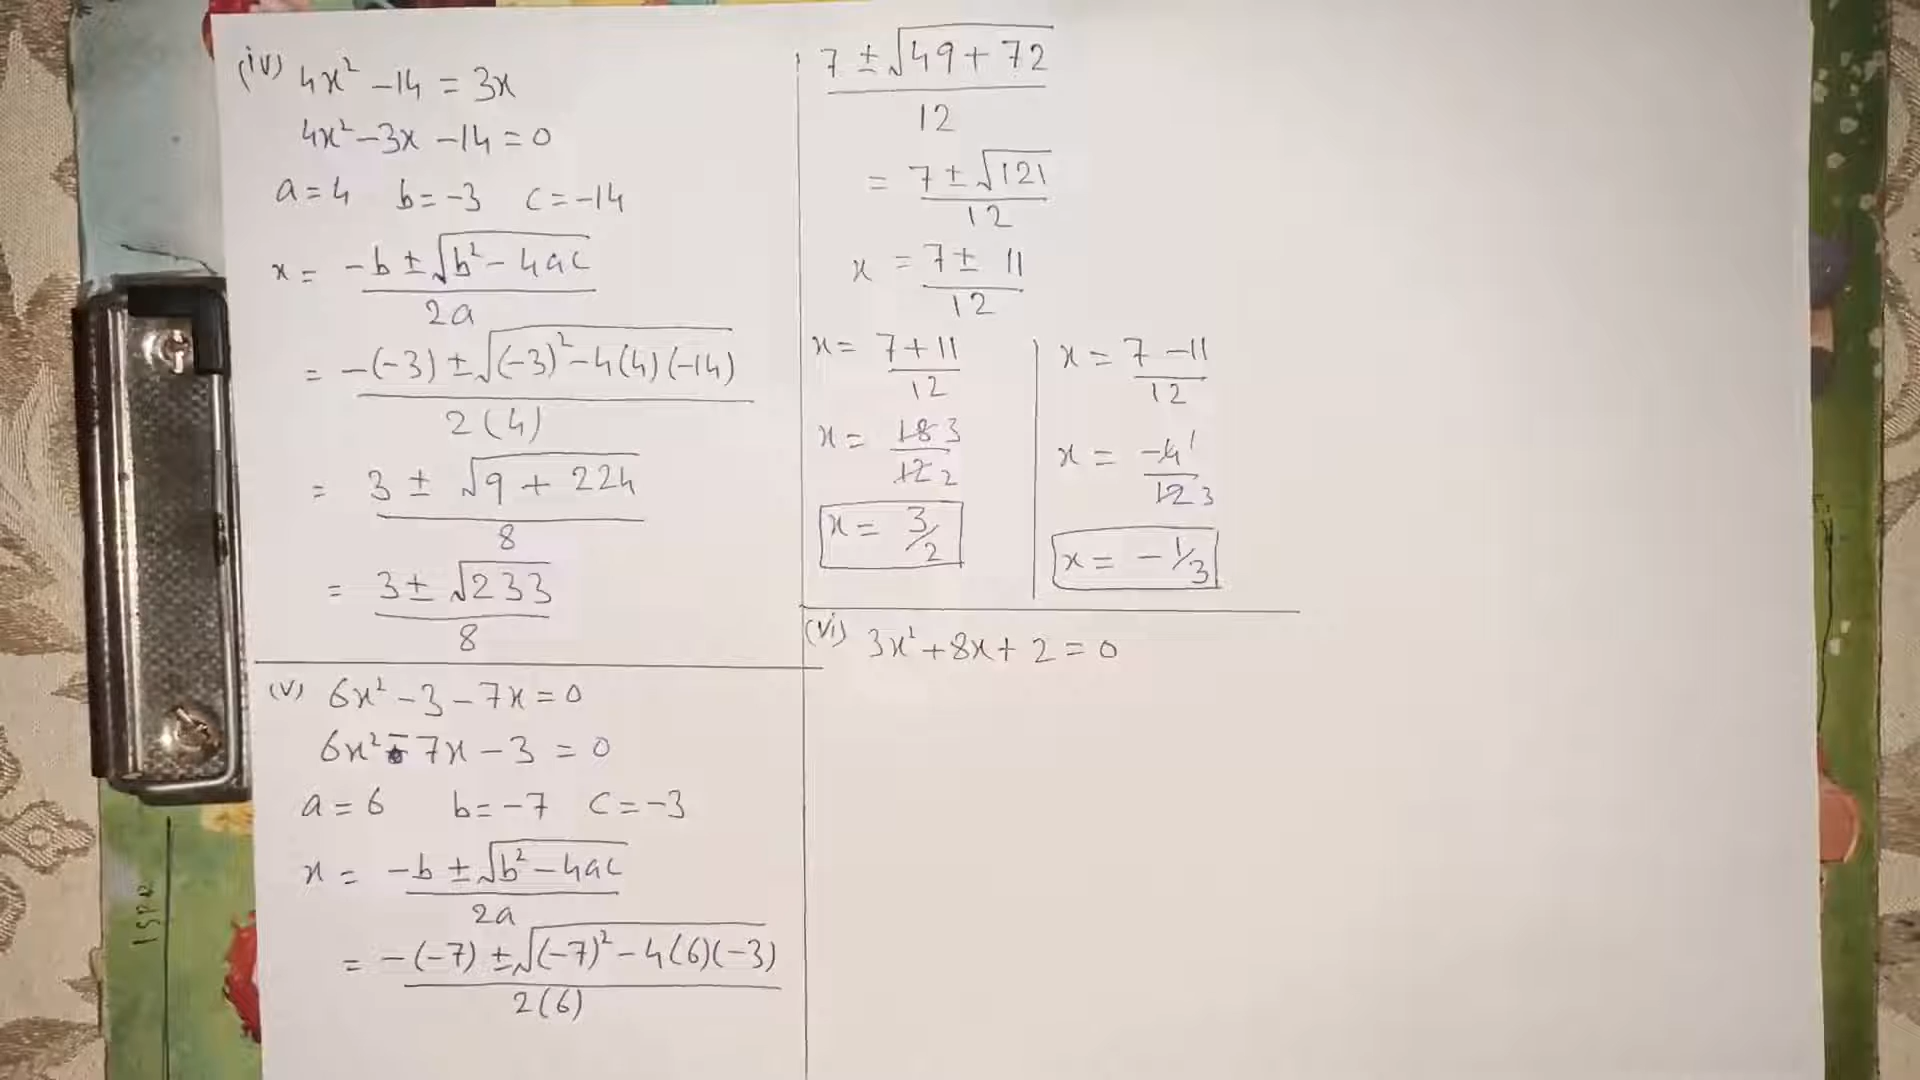 (iv) 4x² - 14 = 3x
4x² - 3x - 14 = 0
a = 4 b = -3 c = -14
x = -b ± √b² - 4ac
2a
= -(-3) ± √(-3)² - 4(4)(-14)
2(4)
= 3 ± √9 + 224
8
= 3 ± √233
8
(v) 6x² - 3 - 7x = 0
6x² - 7x - 3 = 0
a = 6 b = -7 c = -3
x = -b ± √b² - 4ac
2a
= -(-7) ± √(-7)² - 4(6)(-3)
2(6)
7 ± √49 + 72
12
= 7 ± √121
12
x = 7 ± 11
12
x = 7 + 11
12
x = 18 3
12 2
x = 3/2
x = 7 - 11
12
x = -4 1
12 3
x = -1/3
(vi) 3x² + 8x + 2 = 0